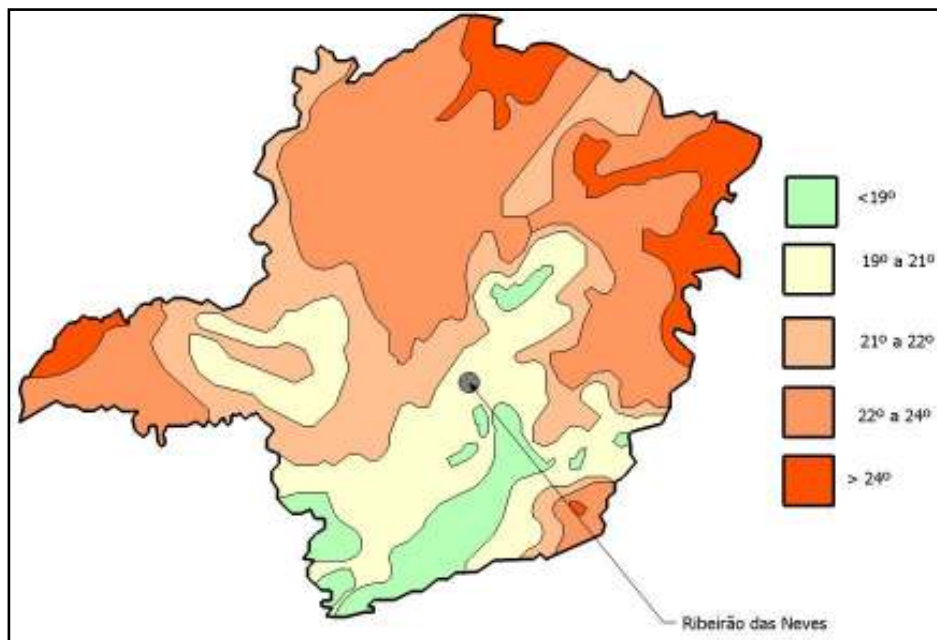 <19º
19º a 21º
21º a 22º
22º a 24º
> 24º
Ribeirão das Neves